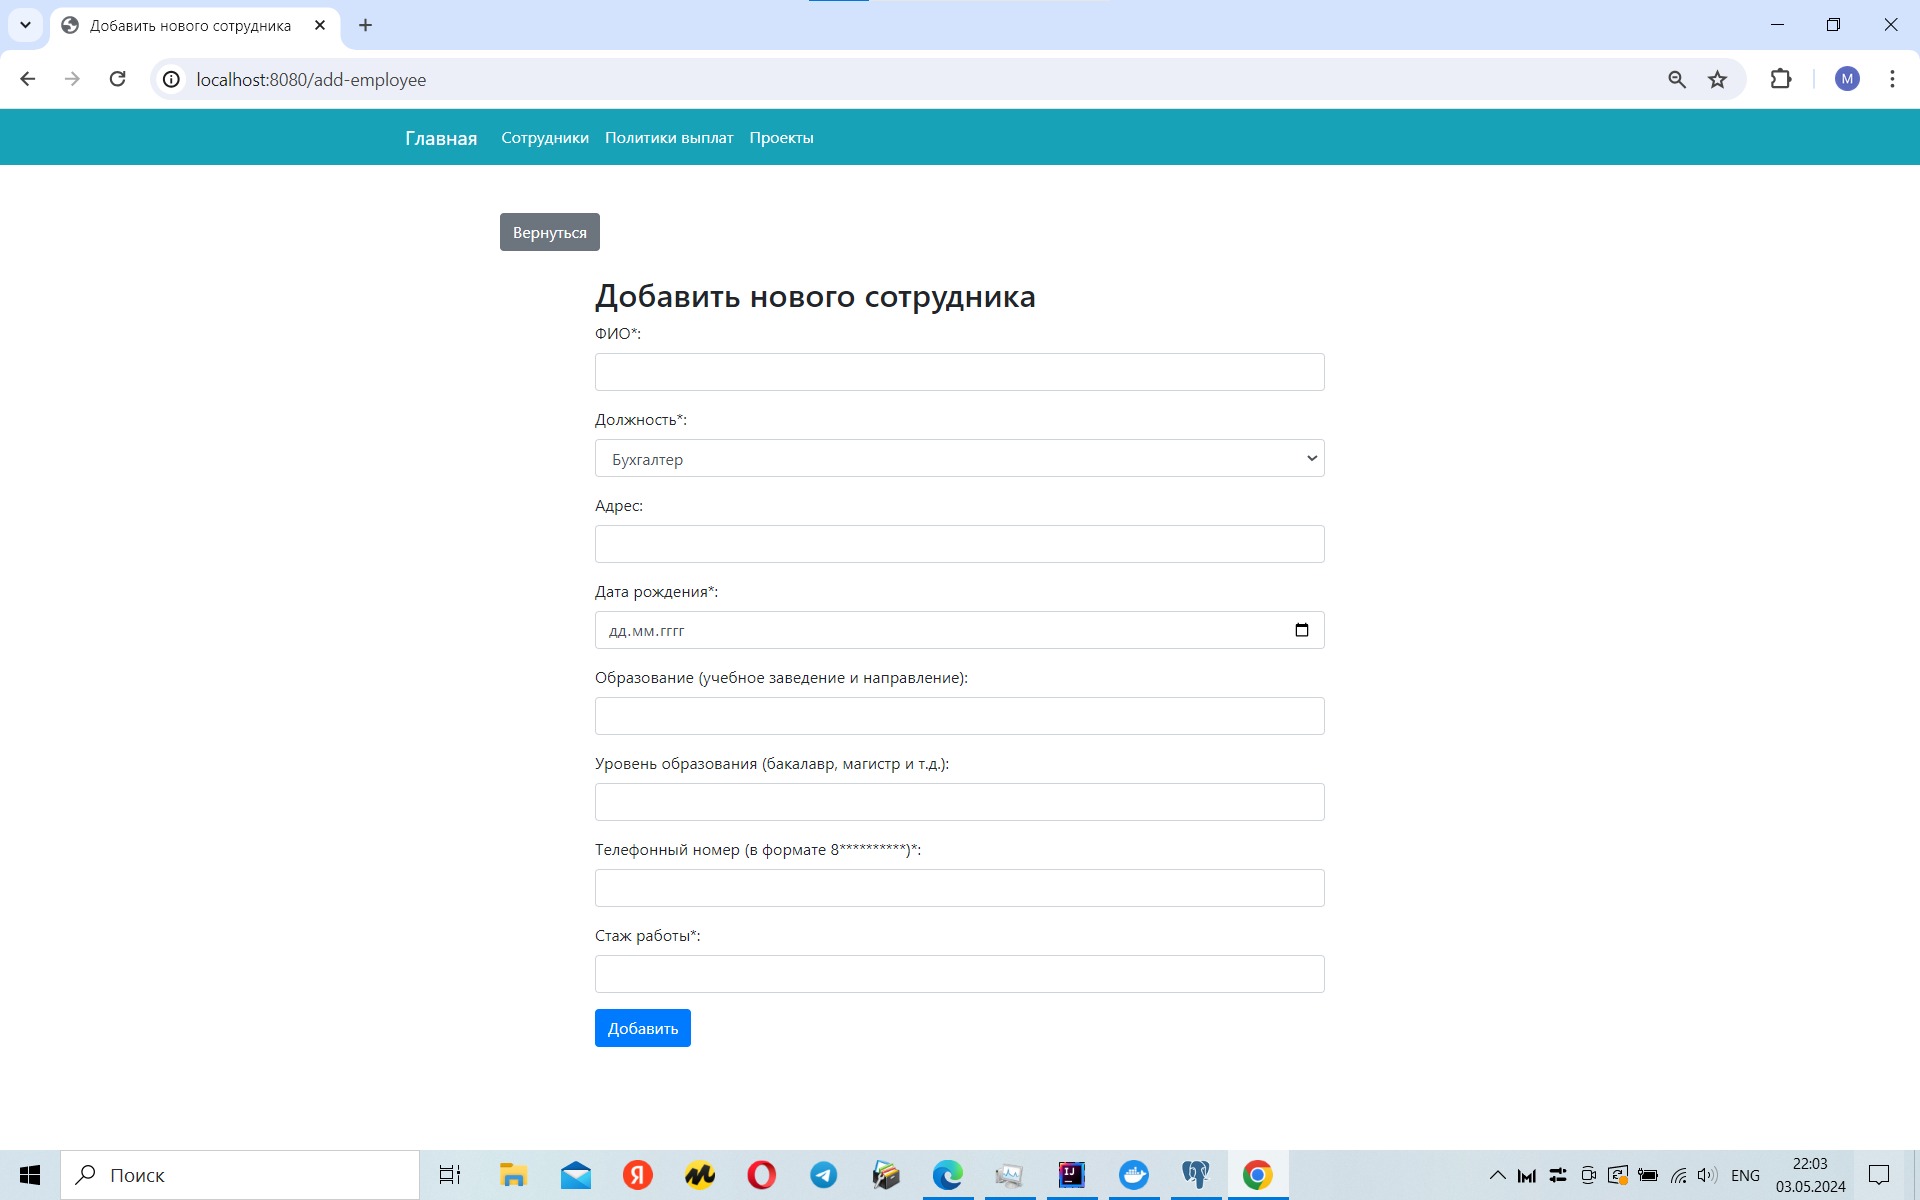 Добавить нового сотрудника
localhost:8080/add-employee
M
Главная Сотрудники Политики выплат Проекты
Вернуться
Добавить нового сотрудника
ФИО*:
Должность*:
Бухгалтер
Адрес:
Дата рождения*:
дд.мм.гггг
Образование (учебное заведение и направление):
Уровень образования (бакалавр, магистр и т.д.):
Телефонный номер (в формате 8**********)*:
Стаж работы*:
Добавить
Поиск
Я
IJ
ENG
22:03
03.05.2024